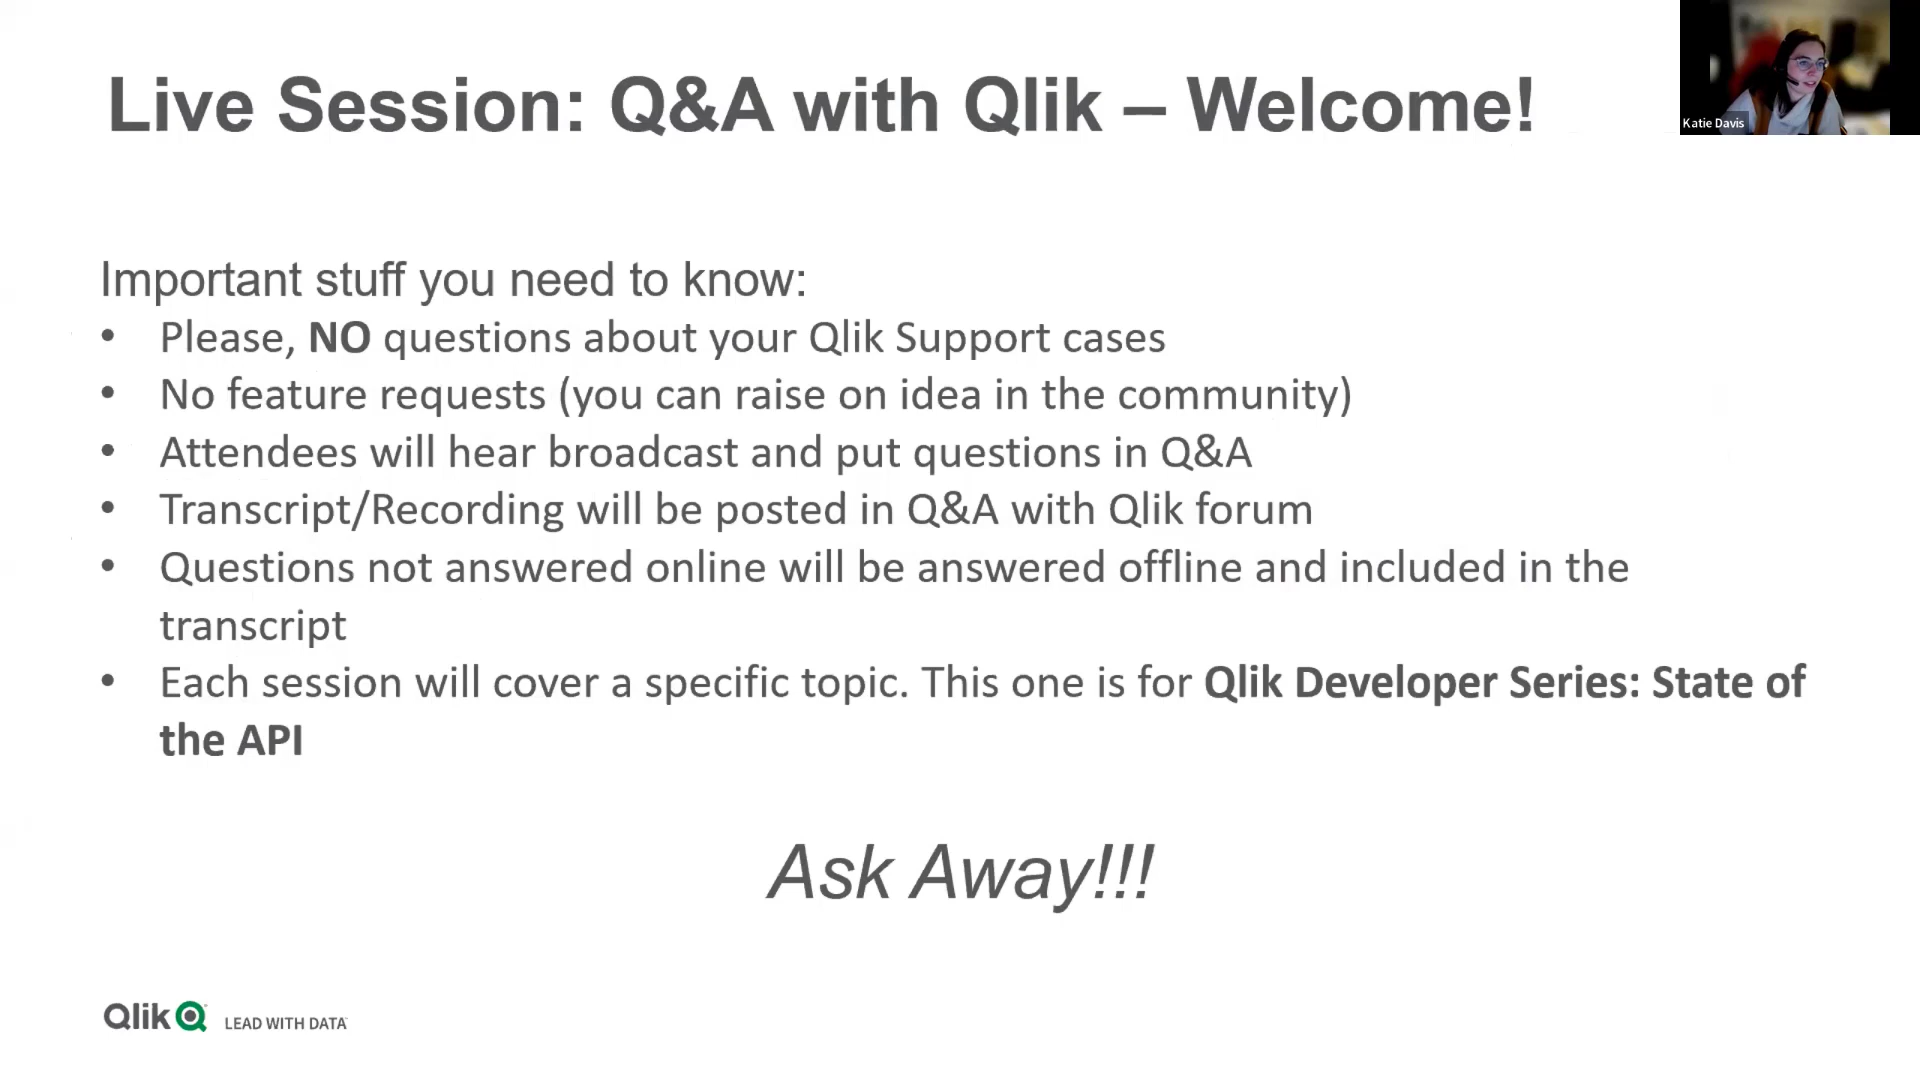 Live Session: Q&A with Qlik – Welcome!
Katie Davis
Important stuff you need to know:
• Please, NO questions about your Qlik Support cases
• No feature requests (you can raise on idea in the community)
• Attendees will hear broadcast and put questions in Q&A
• Transcript/Recording will be posted in Q&A with Qlik forum
• Questions not answered online will be answered offline and included in the
transcript
• Each session will cover a specific topic. This one is for Qlik Developer Series: State of
the API
Ask Away!!!
Qlik LEAD WITH DATA